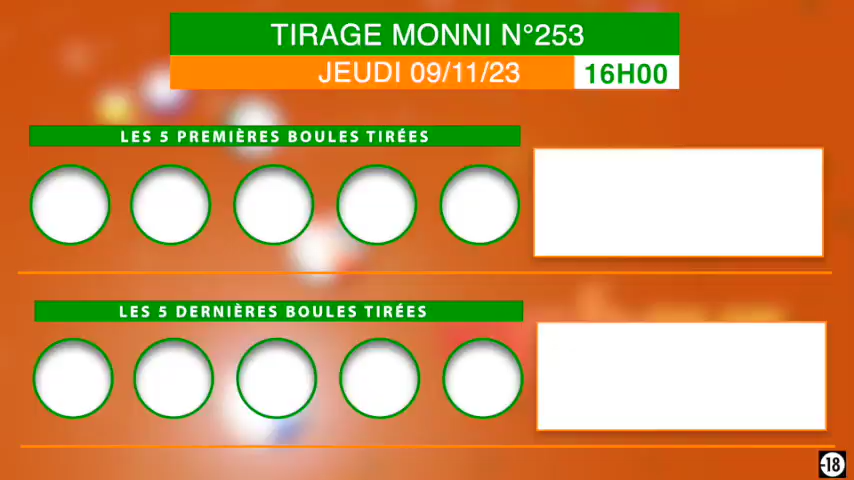 TIRAGE MONNI N°253
JEUDI 09/11/23 16H00
LES 5 PREMIÈRES BOULES TIRÉES
LES 5 DERNIÈRES BOULES TIRÉES
-18